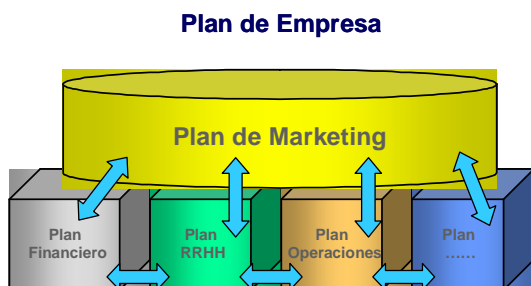 Plan de Empresa
Plan de Marketing
Plan
Financiero
Plan
RRHH
Plan
Operaciones
Plan
......